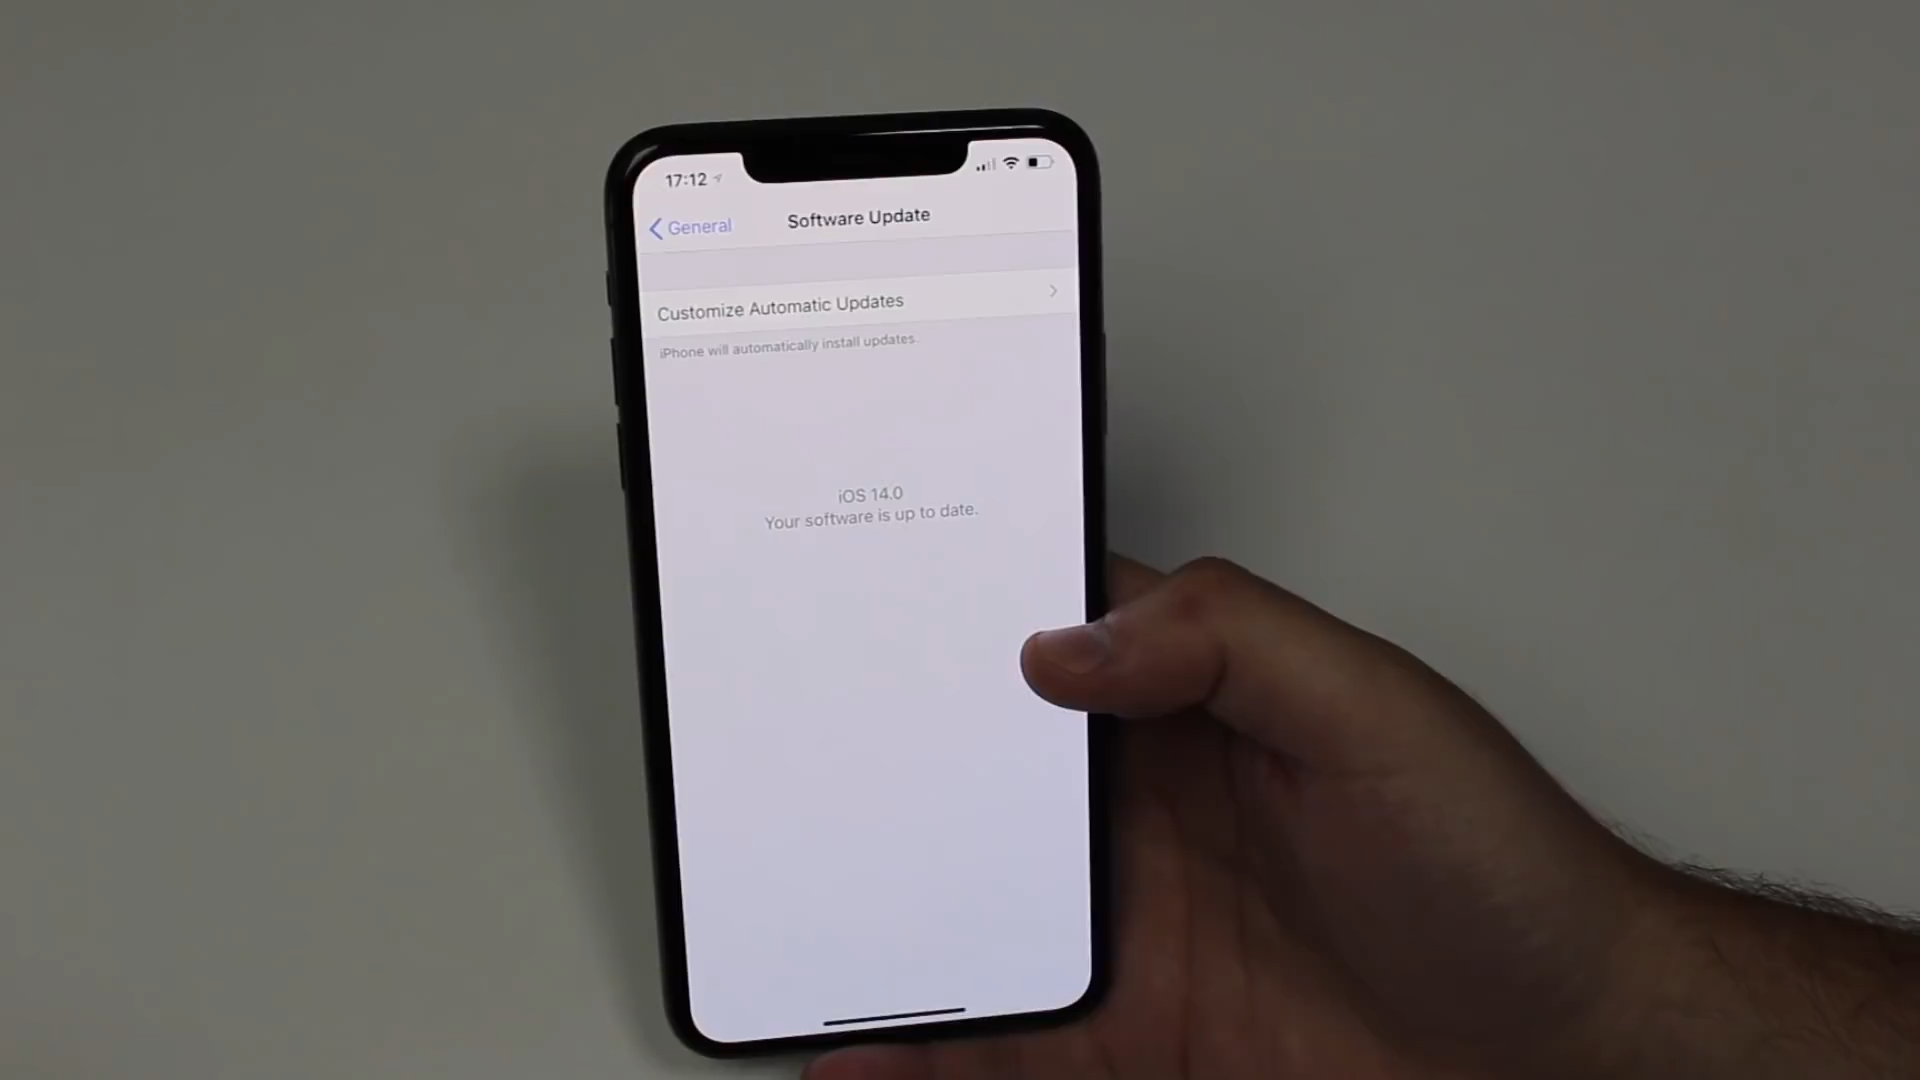 17:12
General
Software Update
Customize Automatic Updates
iPhone will automatically install updates.
iOS 14.0
Your software is up to date.